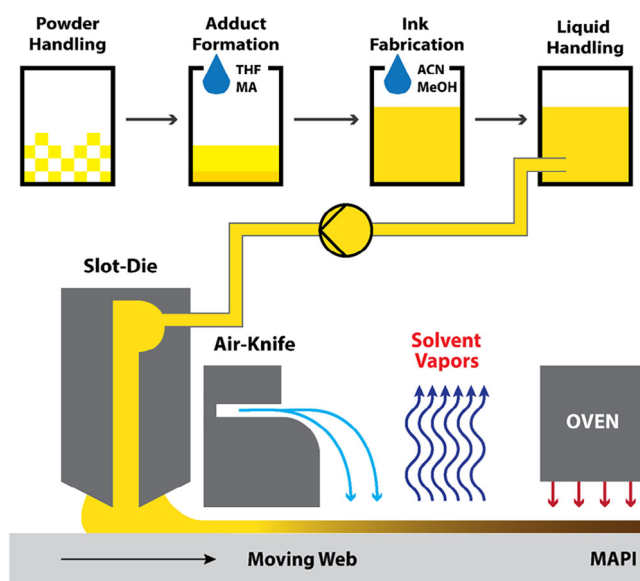 Powder
Handling
Adduct
Formation
Ink
Fabrication
Liquid
Handling
THF
MA
ACN
MeOH
Slot-Die
Air-Knife
Solvent
Vapors
OVEN
Moving Web
MAPI